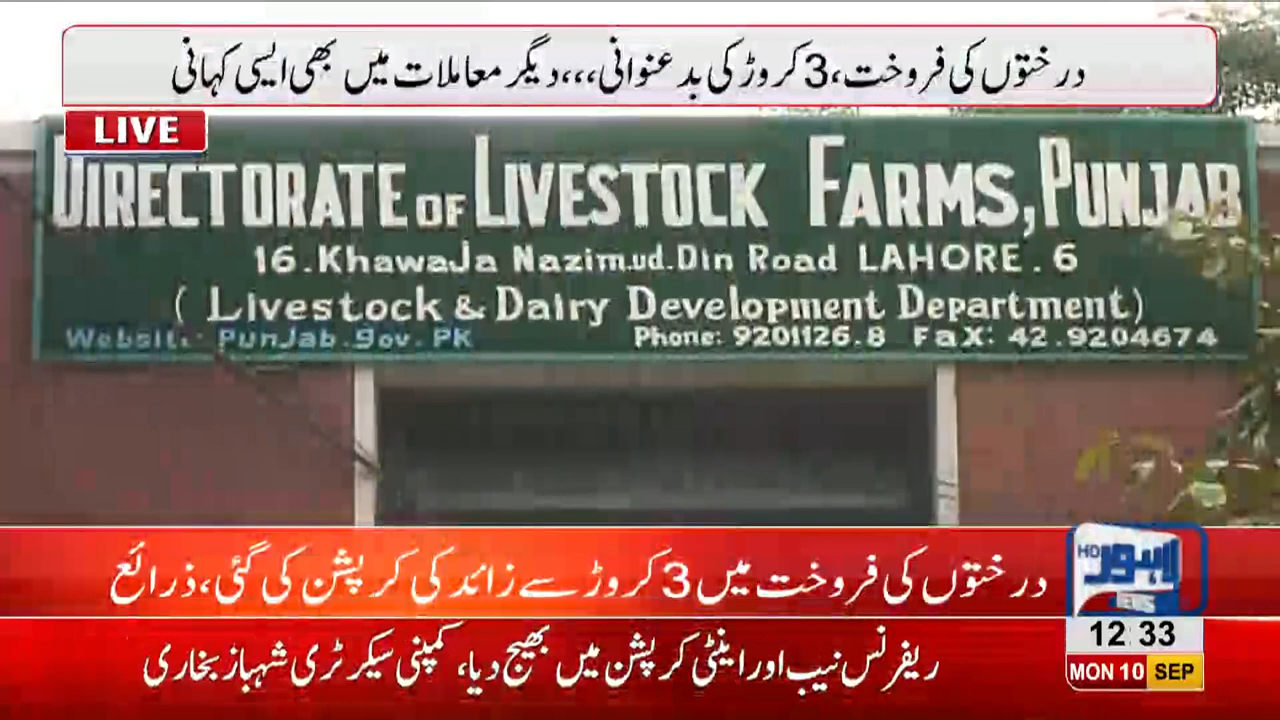 درختوں کی فروخت، 3 کروڑ کی بدعنوانی،،،دیگر معاملات میں بھی ایسی کہانی
LIVE
DIRECTORATE OF LIVESTOCK FARMS, PUNJAB
16.KhawaJa Nazim.ud.Din Road LAHORE.6
( Livestock & Dairy Development Department)
Website: PunJab.gov.PK Phone: 9201126.8 Fax: 42.9204674
درختوں کی فروخت میں 3 کروڑ سے زائد کی کرپشن کی گئی، ذرائع
ریفرنس نیب اور اینٹی کرپشن میں بھیج دیا، کمپنی سیکرٹری شہباز بخاری
HD لاہور
NEWS
12:33
MON 10 SEP